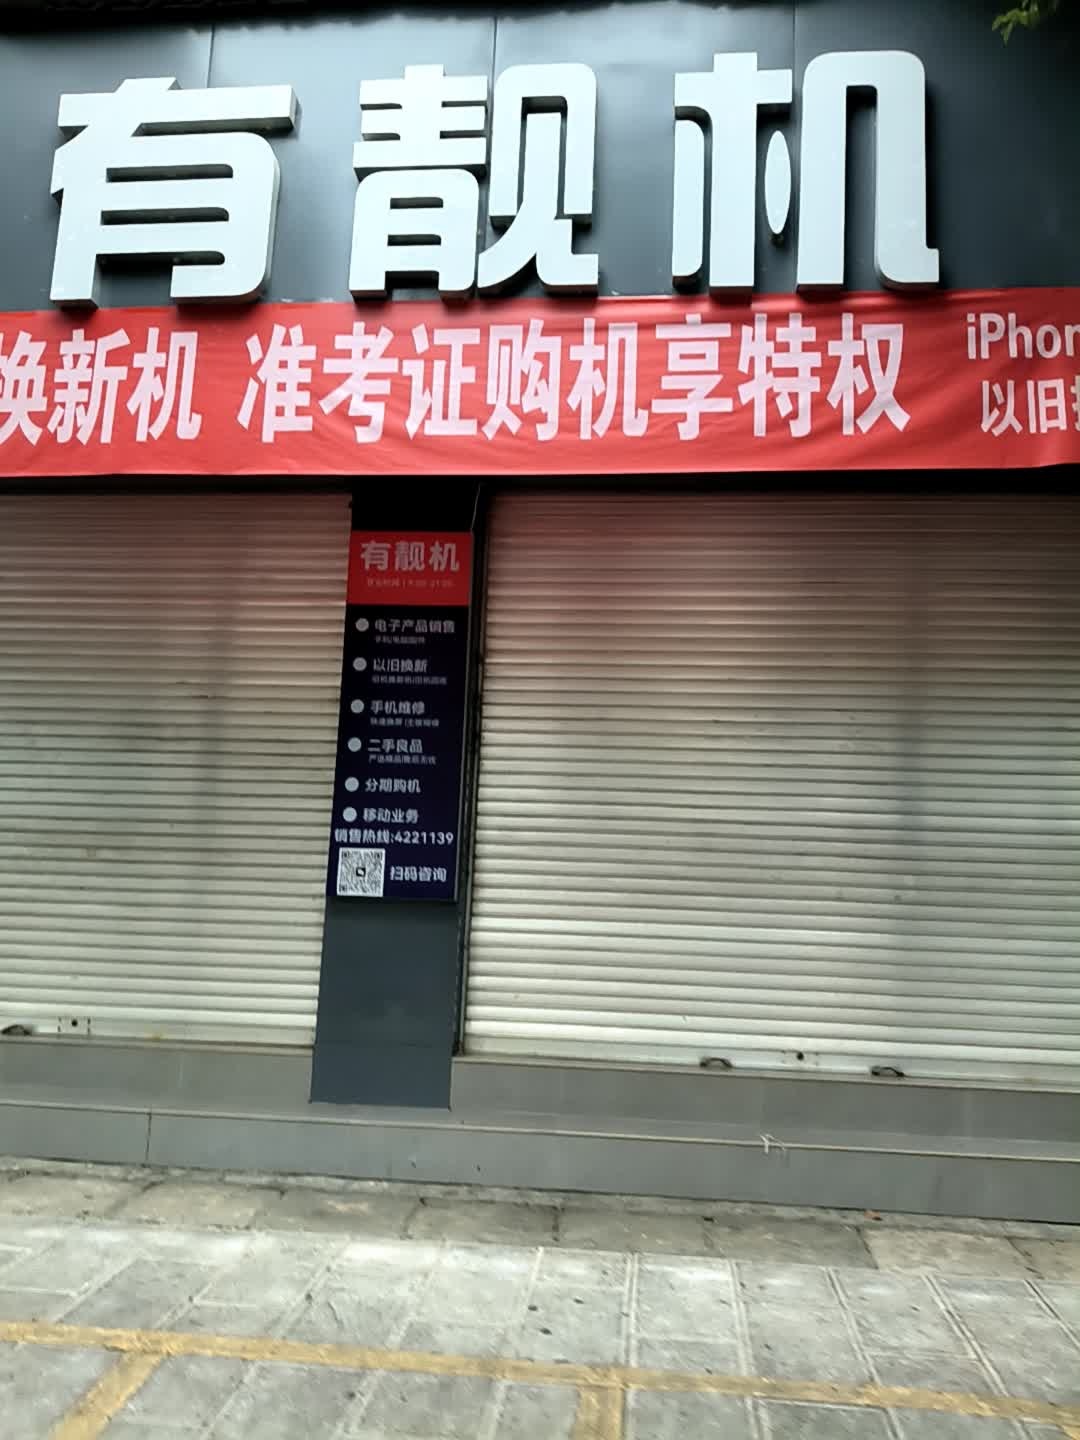 有靓机
换新机 准考证购机享特权
iPhon
以旧
有靓机
电子产品销售
以旧换新
手机维修
二手良品
分期购机
移动业务
销售热线:4221139
扫码咨询